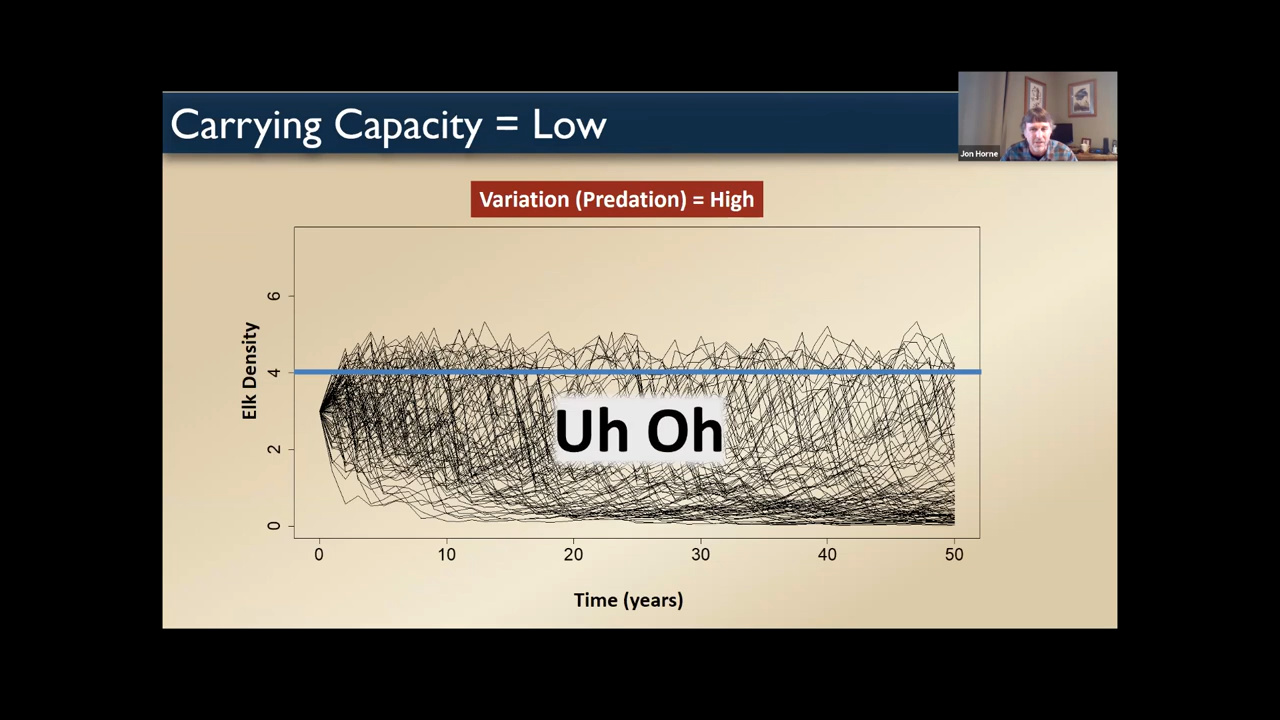 Carrying Capacity = Low
Jon Horne
Variation (Predation) = High
Elk Density
6
4
2
0
Uh Oh
0 10 20 30 40 50
Time (years)